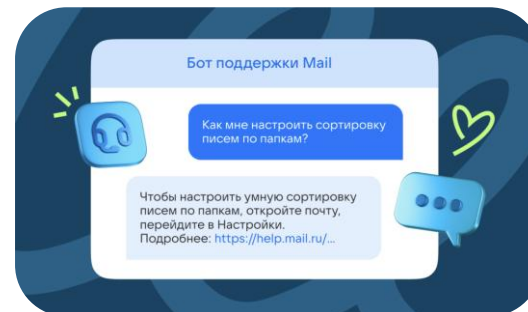 Бот поддержки Mail
Как мне настроить сортировку
писем по папкам?
Чтобы настроить умную сортировку
писем по папкам, откройте почту,
перейдите в Настройки.
Подробнее: https://help.mail.ru/...